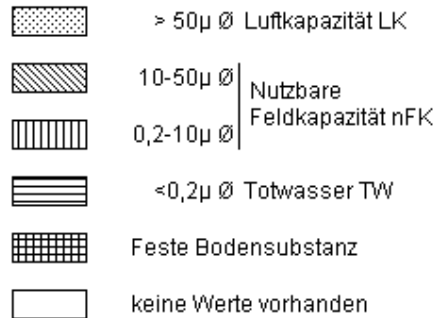 > 50µ Ø Luftkapazität LK
10-50µ Ø
0,2-10µ Ø
Nutzbare
Feldkapazität nFK
<0,2µ Ø Totwasser TW
Feste Bodensubstanz
keine Werte vorhanden